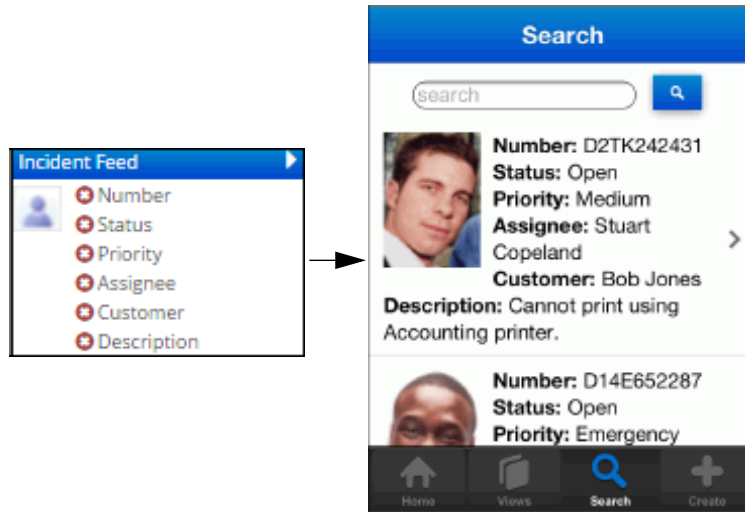 Incident Feed
Number
Status
Priority
Assignee
Customer
Description
Search
search
Number: D2TK242431
Status: Open
Priority: Medium
Assignee: Stuart
Copeland
Customer: Bob Jones
Description: Cannot print using
Accounting printer.
Number: D14E652287
Status: Open
Priority: Emergency
Home
Views
Search
Create